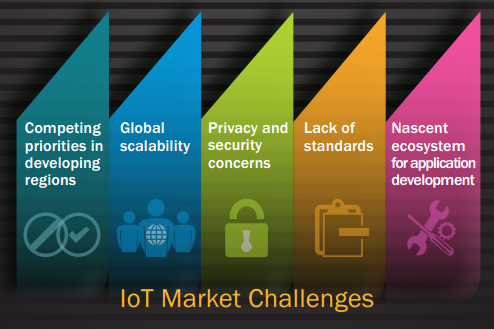 Competing
priorities in
developing
regions
Global
scalability
Privacy and
security
concerns
Lack of
standards
Nascent
ecosystem
for application
development
IoT Market Challenges